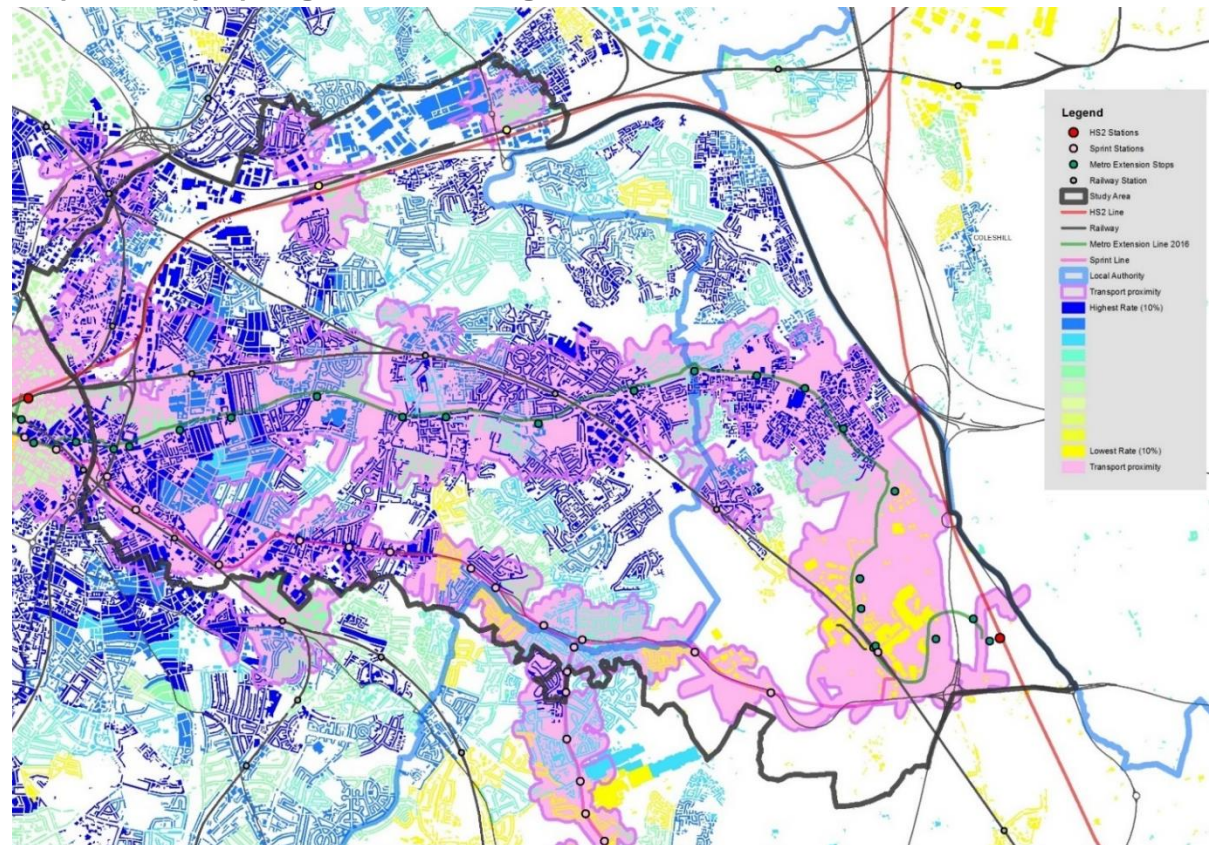 COLESHILL
Legend
HS2 Stations
Sprint Stations
Metro Extension Stops
Railway Station
Study Area
HS2 Line
Railway
Metro Extension Line 2016
Sprint Line
Local Authority
Transport proximity
Highest Rate (10%)
Lowest Rate (10%)
Transport proximity